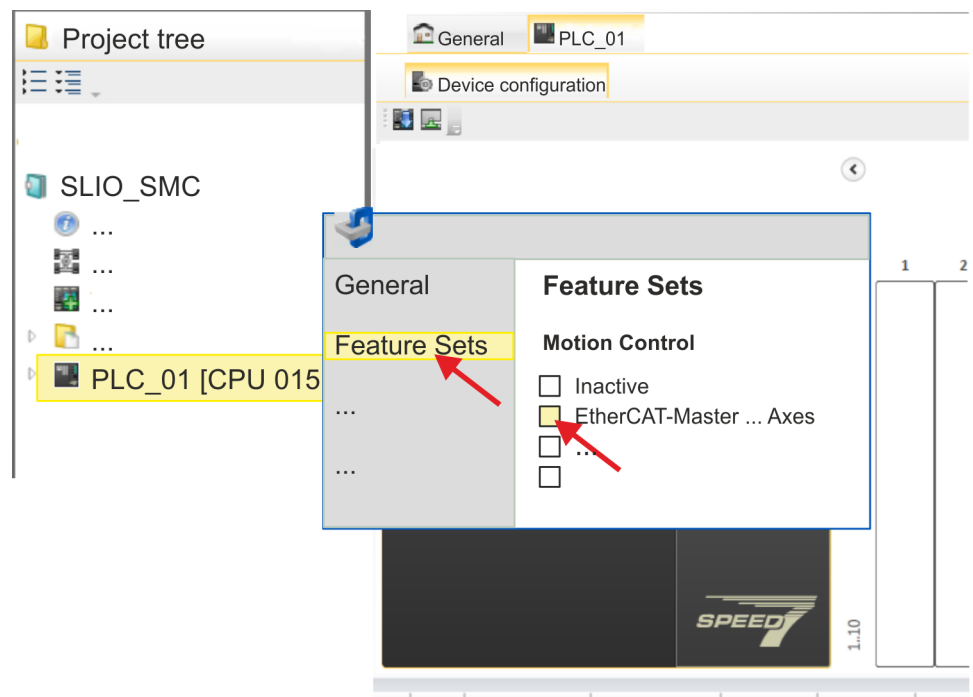 Project tree
SLIO_SMC
...
...
...
...
PLC_01 [CPU 015
General
PLC_01
Device configuration
General
Feature Sets
...
...
Feature Sets
Motion Control
Inactive
EtherCAT-Master ... Axes
...
1
2
SPEED7
1..10